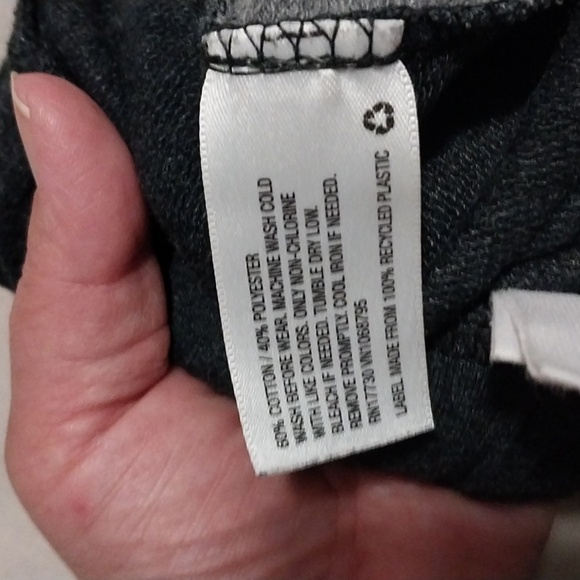 60% COTTON / 40% POLYESTER
WASH BEFORE WEAR. MACHINE WASH COLD
WITH LIKE COLORS. ONLY NON-CHLORINE
BLEACH IF NEEDED. TUMBLE DRY LOW.
REMOVE PROMPTLY. COOL IRON IF NEEDED.
RN17730 VN1068795
LABEL MADE FROM 100% RECYCLED PLASTIC